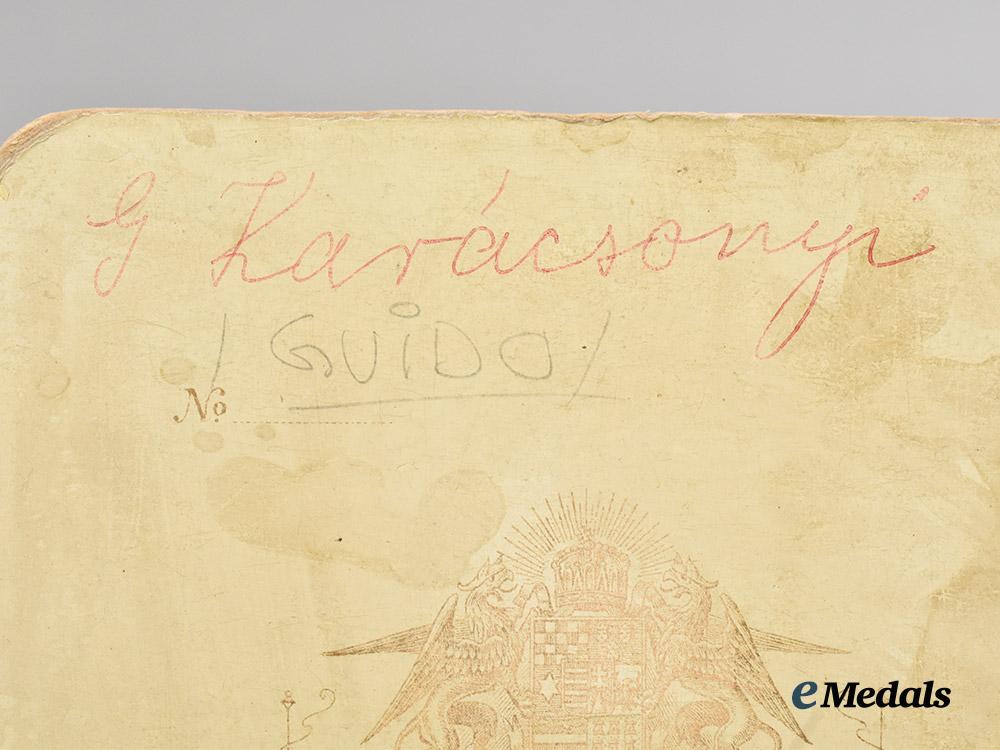 G Karácsonyi
/ GUiDO /
No
eMedals